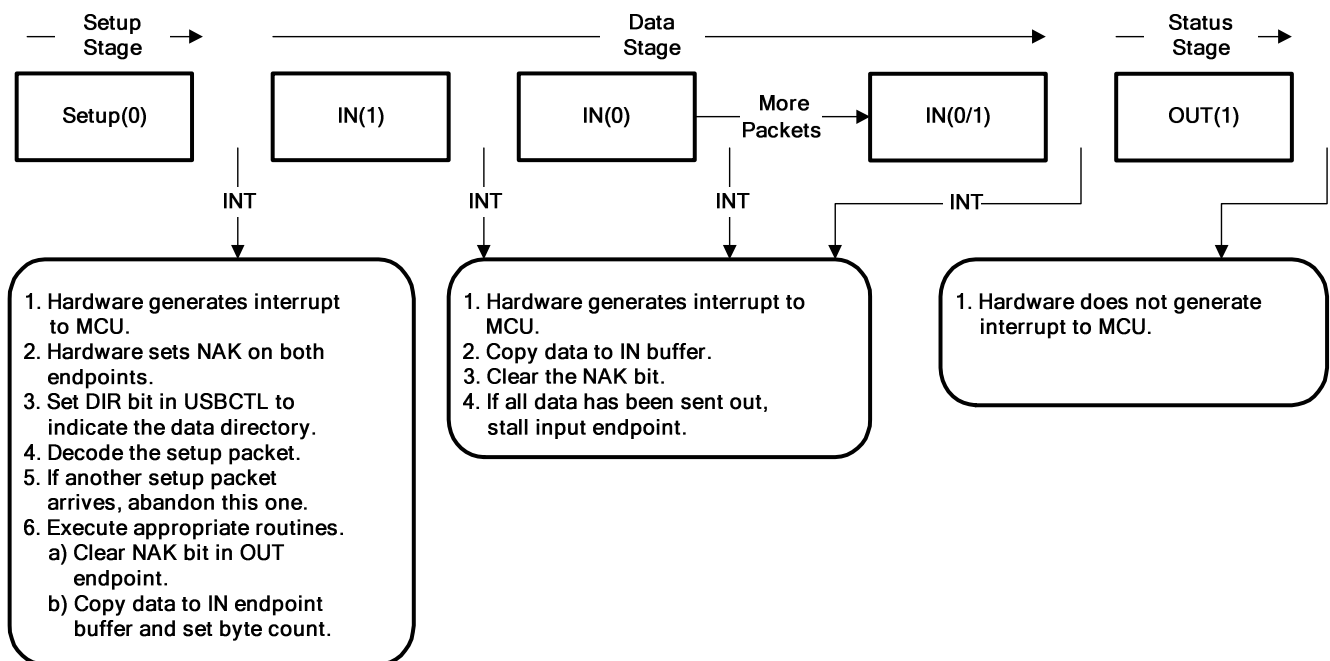 Setup
Stage
Data
Stage
Status
Stage
Setup(0)
IN(1)
IN(0)
More
Packets
IN(0/1)
OUT(1)
INT
INT
INT
INT
1. Hardware generates interrupt
to MCU.
2. Hardware sets NAK on both
endpoints.
3. Set DIR bit in USBCTL to
indicate the data directory.
4. Decode the setup packet.
5. If another setup packet
arrives, abandon this one.
6. Execute appropriate routines.
a) Clear NAK bit in OUT
endpoint.
b) Copy data to IN endpoint
buffer and set byte count.
1. Hardware generates interrupt to
MCU.
2. Copy data to IN buffer.
3. Clear the NAK bit.
4. If all data has been sent out,
stall input endpoint.
1. Hardware does not generate
interrupt to MCU.